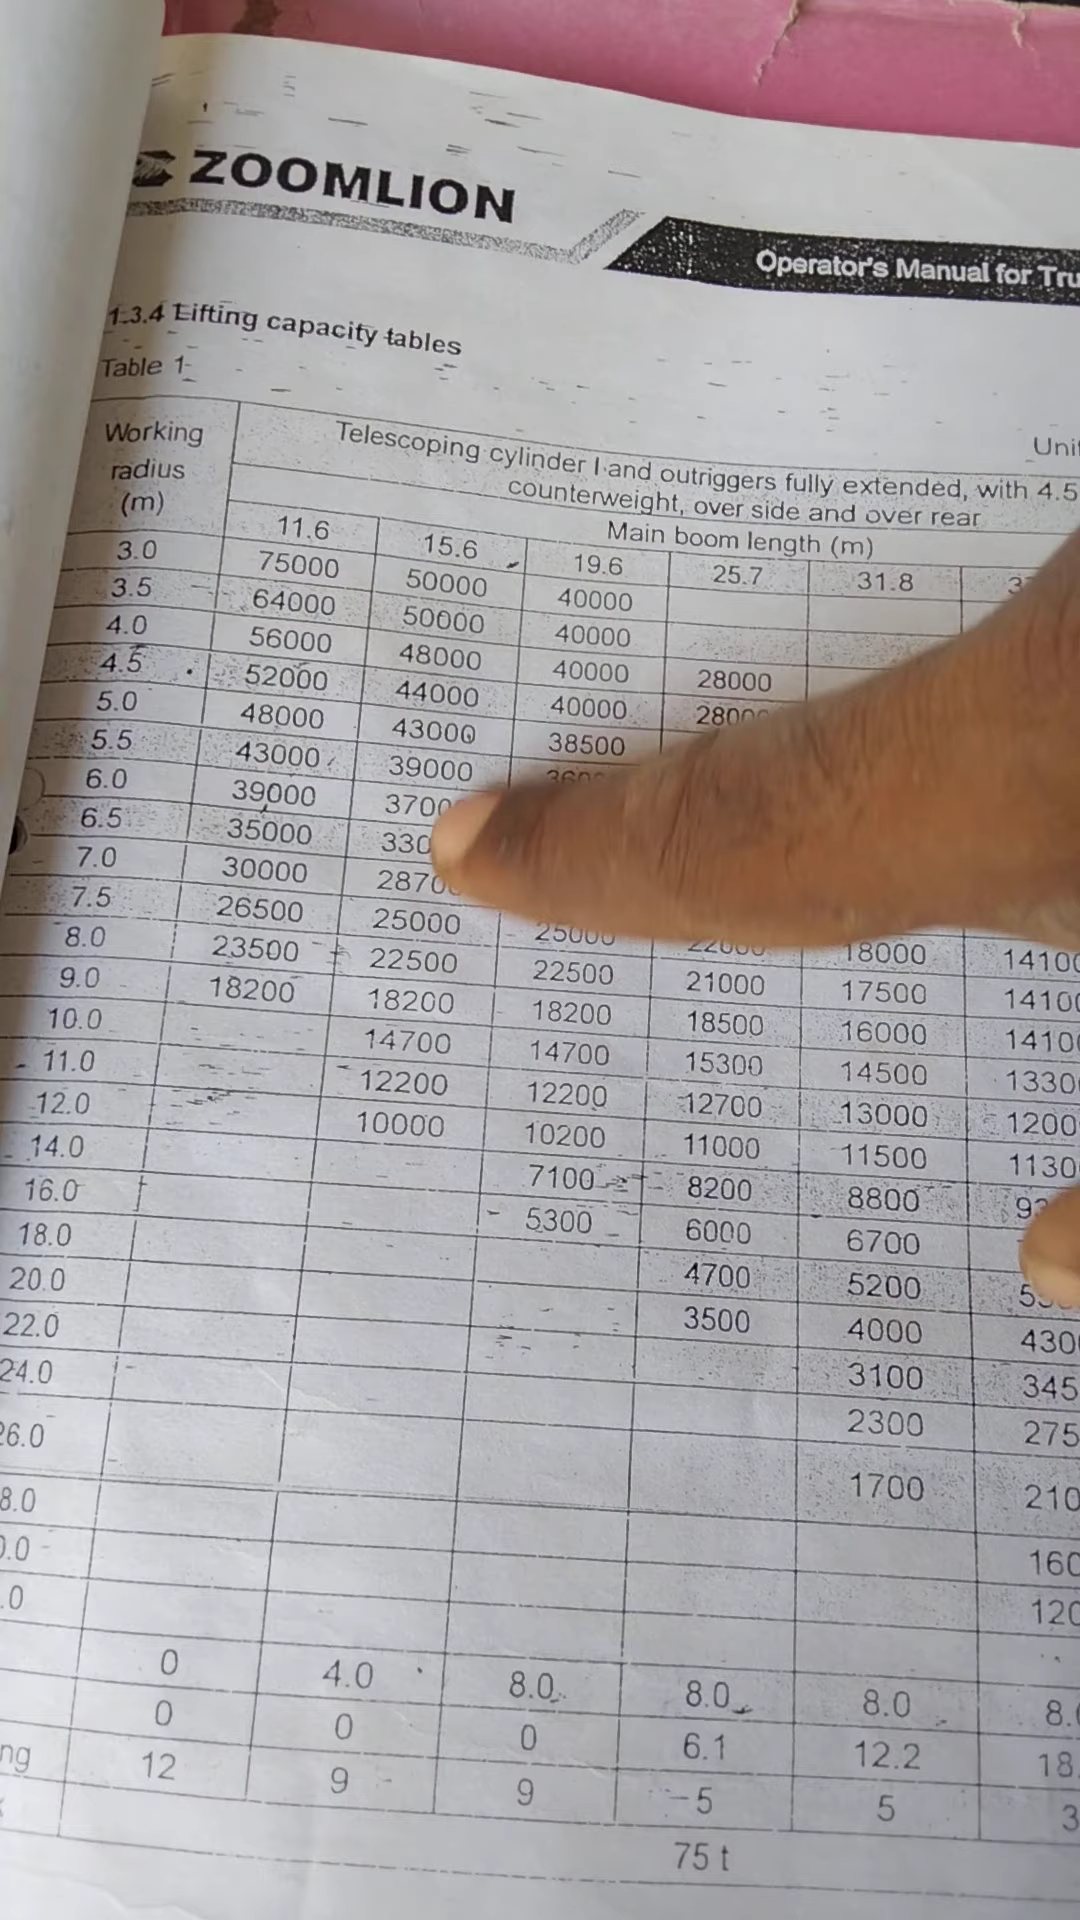 ZOOMLION
Operator's Manual for
1.3.4 Lifting capacity tables
Table 1
Working radius (m)
Telescoping cylinder I and outriggers fully extended, with 4.5
counterweight, over side and over rear
Main boom length (m)
11.6 15.6 19.6 25.7 31.8
3.0 75000 50000 40000
3.5 64000 50000 40000
4.0 56000 48000 40000 28000
4.5 52000 44000 40000
5.0 48000 43000 38500
5.5 43000 39000
6.0 39000
6.5 35000
7.0 30000
7.5 26500 25000 25000 22000 18000
8.0 23500 22500 22500 21000 17500
9.0 18200 18200 18200 18500 16000
10.0 14700 14700 15300 14500
11.0 12200 12200 12700 13000
12.0 10000 10200 11000 11500
14.0 7100 8200 8800
16.0 5300 6000 6700
18.0 4700 5200
20.0 3500 4000
22.0 3100
24.0 2300
26.0 1700
0 4.0 8.0 8.0 8.0
0 0 0 6.1 12.2
12 9 9 5 5
75 t